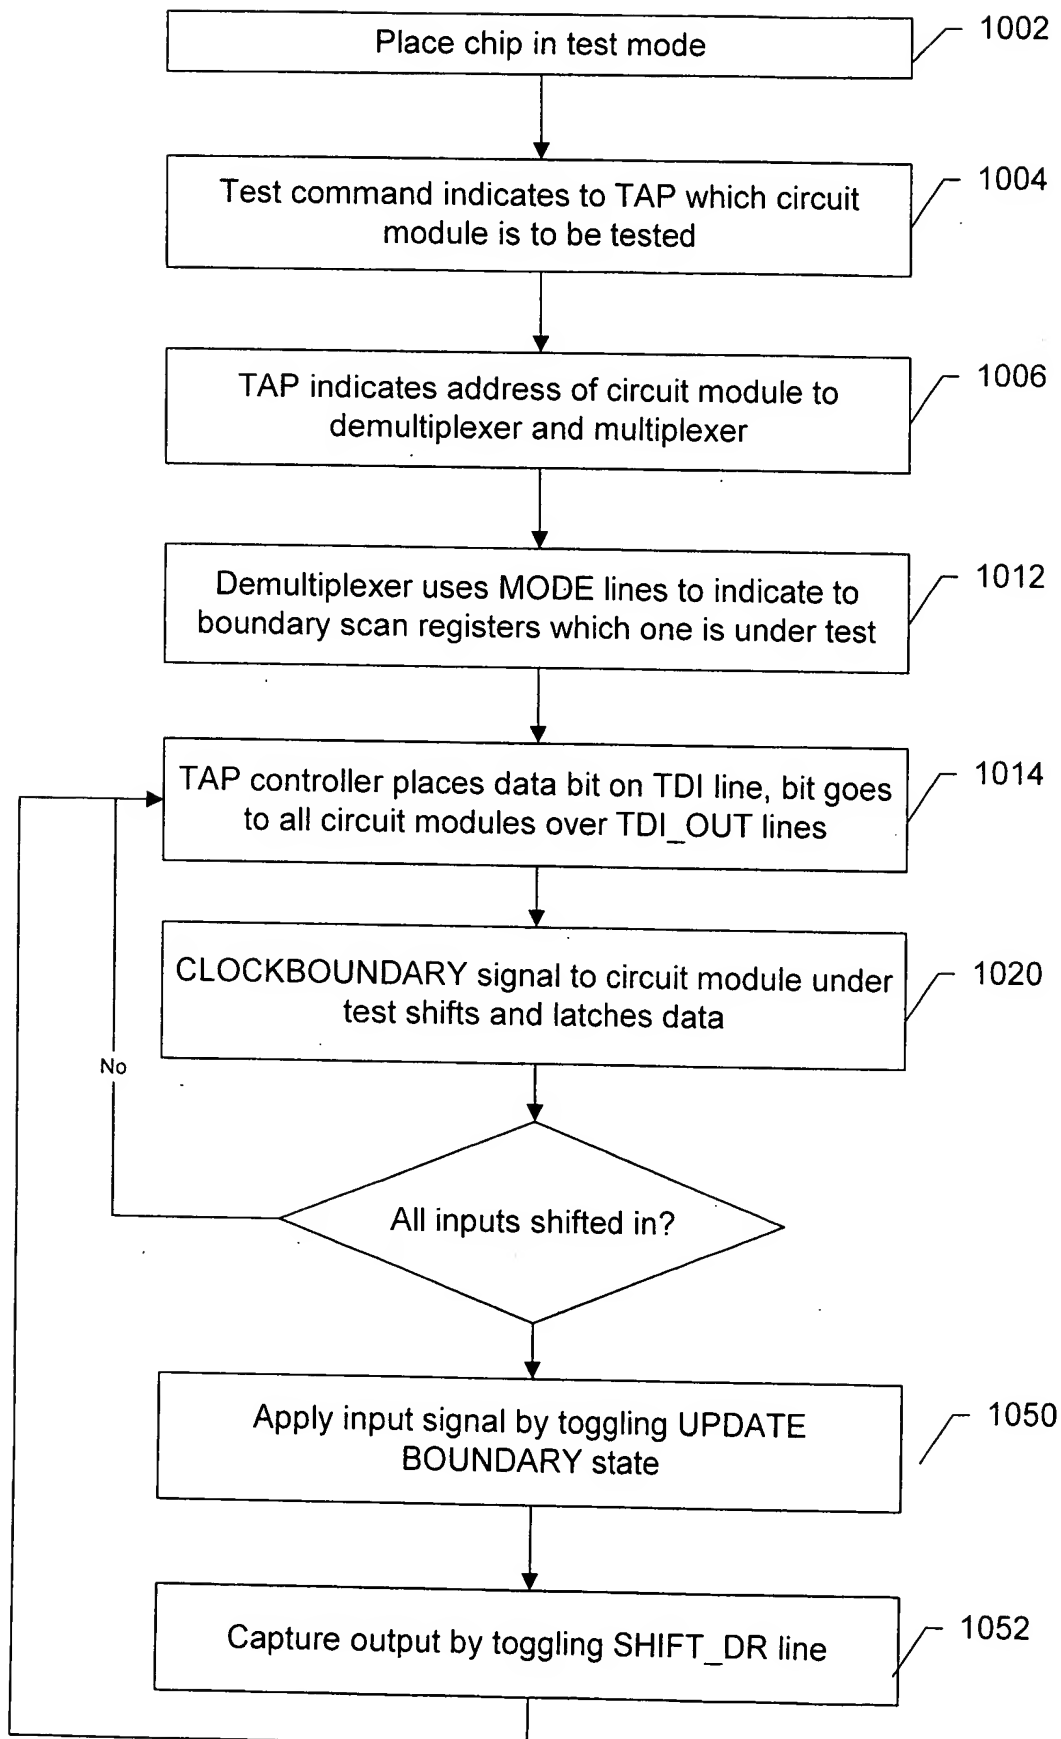 Place chip in test mode
1002
Test command indicates to TAP which circuit
module is to be tested
1004
TAP indicates address of circuit module to
demultiplexer and multiplexer
1006
Demultiplexer uses MODE lines to indicate to
boundary scan registers which one is under test
1012
TAP controller places data bit on TDI line, bit goes
to all circuit modules over TDI_OUT lines
1014
CLOCKBOUNDARY signal to circuit module under
test shifts and latches data
1020
No
All inputs shifted in?
Apply input signal by toggling UPDATE
BOUNDARY state
1050
Capture output by toggling SHIFT_DR line
1052